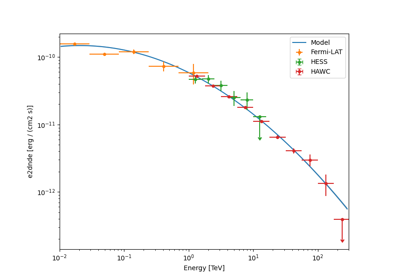 Model
Fermi-LAT
HESS
HAWC
e2dnde [erg / (cm2 s)]
10⁻¹⁰
10⁻¹¹
10⁻¹²
10⁻² 10⁻¹ 10⁰ 10¹ 10²
Energy [TeV]